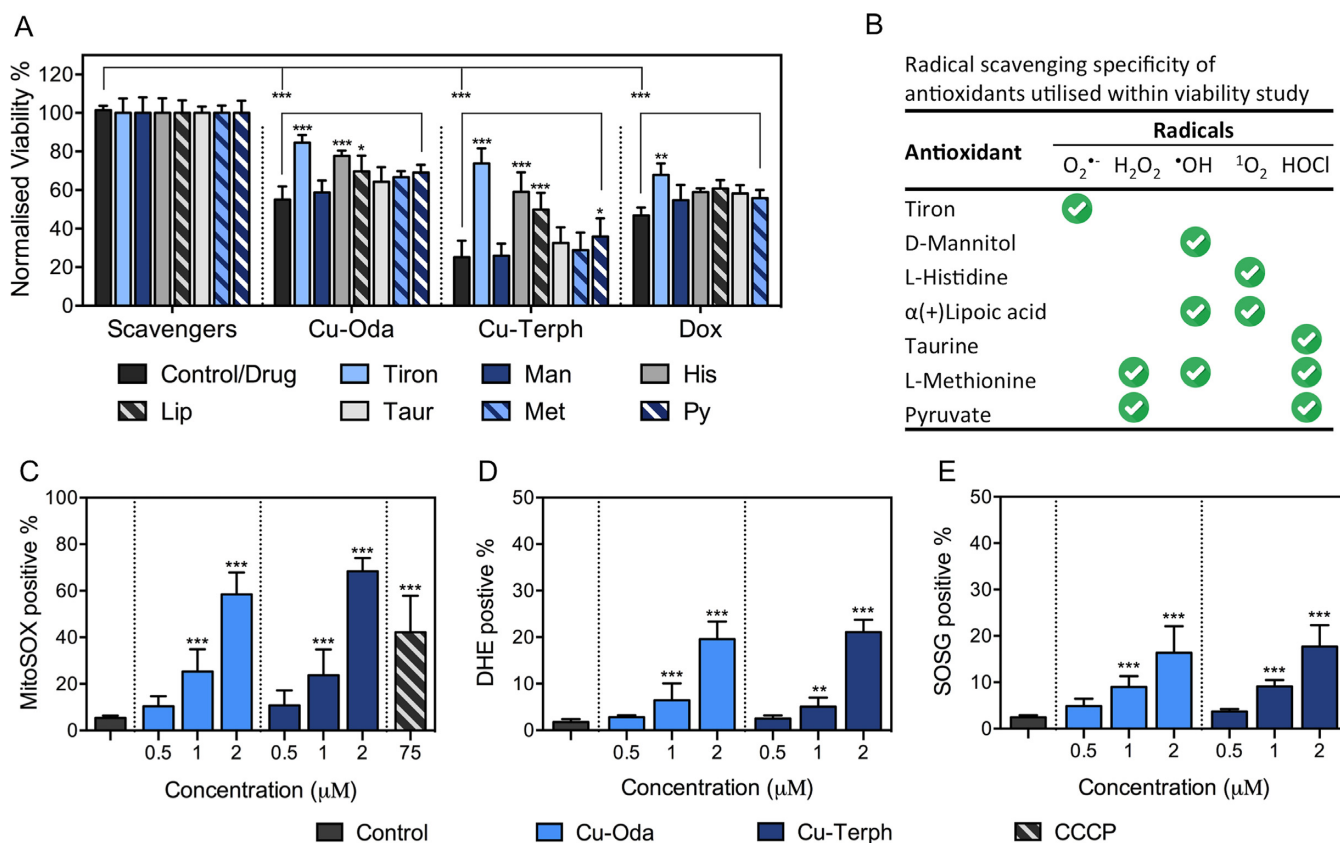 A
Normalised Viability %
120
100
80
60
40
20
0
*** *** ***
*** *** *
*** *** *** *
**
Scavengers Cu-Oda Cu-Terph Dox
Control/Drug Tiron Man His
Lip Taur Met Py
B
Radical scavenging specificity of
antioxidants utilised within viability study
Radicals
Antioxidant
O₂•- H₂O₂ •OH ¹O₂ HOCl
Tiron
D-Mannitol
L-Histidine
α(+)Lipoic acid
Taurine
L-Methionine
Pyruvate
C
MitoSOX positive %
100
80
60
40
20
0
*** *** *** *** ***
0.5 1 2 0.5 1 2 75
Concentration (μM)
D
DHE postive %
50
40
30
20
10
0
*** *** ** ***
0.5 1 2 0.5 1 2
Concentration (μM)
E
SOSG positive %
50
40
30
20
10
0
*** *** *** ***
0.5 1 2 0.5 1 2
Concentration (μM)
Control Cu-Oda Cu-Terph CCCP